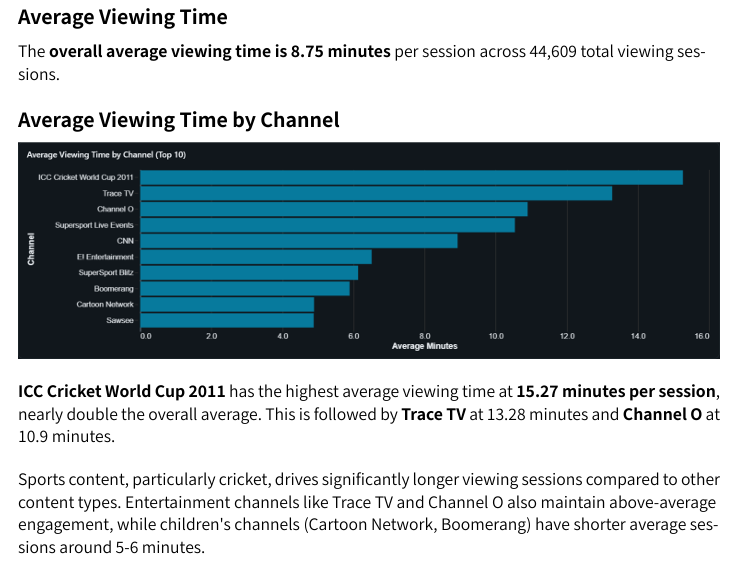 Average Viewing Time
The overall average viewing time is 8.75 minutes per session across 44,609 total viewing ses-
sions.
Average Viewing Time by Channel
Average Viewing Time by Channel (Top 10)
ICC Cricket World Cup 2011
Trace TV
Channel O
Supersport Live Events
CNN
E! Entertainment
SuperSport Blitz
Boomerang
Cartoon Network
Sawsee
Channel
0.0 2.0 4.0 6.0 8.0 10.0 12.0 14.0 16.0
Average Minutes
ICC Cricket World Cup 2011 has the highest average viewing time at 15.27 minutes per session,
nearly double the overall average. This is followed by Trace TV at 13.28 minutes and Channel O at
10.9 minutes.
Sports content, particularly cricket, drives significantly longer viewing sessions compared to other
content types. Entertainment channels like Trace TV and Channel O also maintain above-average
engagement, while children's channels (Cartoon Network, Boomerang) have shorter average ses-
sions around 5-6 minutes.